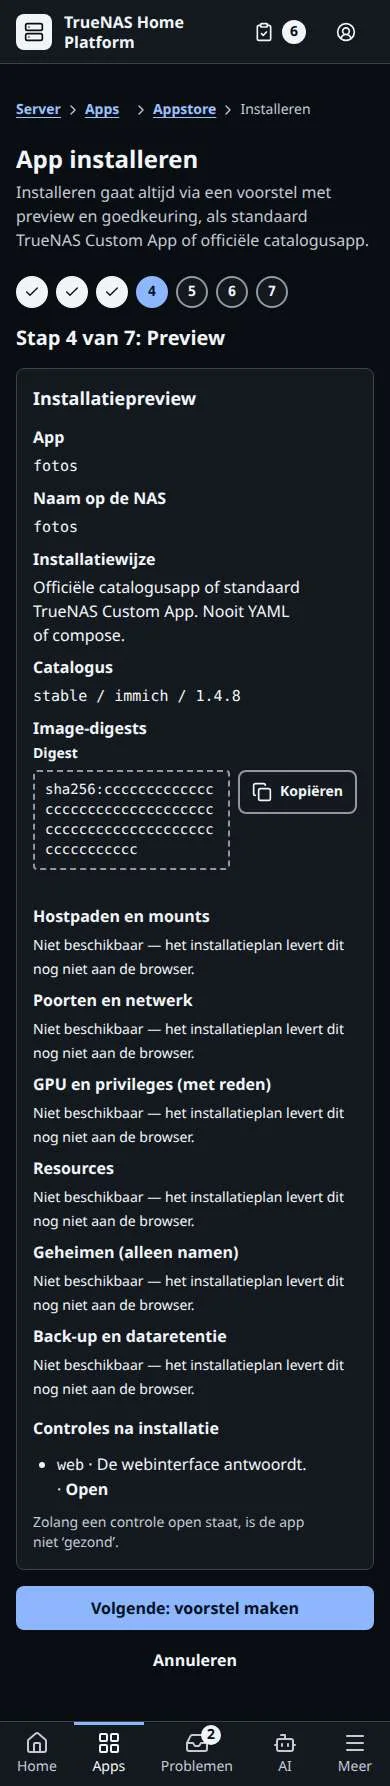 TrueNAS Home
Platform
6
Server > Apps > Appstore > Installeren
App installeren
Installeren gaat altijd via een voorstel met
preview en goedkeuring, als standaard
TrueNAS Custom App of officiële catalogusapp.
4 5 6 7
Stap 4 van 7: Preview
Installatiepreview
App
fotos
Naam op de NAS
fotos
Installatiewijze
Officiële catalogusapp of standaard
TrueNAS Custom App. Nooit YAML
of compose.
Catalogus
stable / immich / 1.4.8
Image-digests
Digest
sha256:ccccccccccccc
cccccccccccccccccccc
cccccccccccccccccccc
ccccccccccc
Kopiëren
Hostpaden en mounts
Niet beschikbaar — het installatieplan levert dit
nog niet aan de browser.
Poorten en netwerk
Niet beschikbaar — het installatieplan levert dit
nog niet aan de browser.
GPU en privileges (met reden)
Niet beschikbaar — het installatieplan levert dit
nog niet aan de browser.
Resources
Niet beschikbaar — het installatieplan levert dit
nog niet aan de browser.
Geheimen (alleen namen)
Niet beschikbaar — het installatieplan levert dit
nog niet aan de browser.
Back-up en dataretentie
Niet beschikbaar — het installatieplan levert dit
nog niet aan de browser.
Controles na installatie
• web · De webinterface antwoordt.
· Open
Zolang een controle open staat, is de app
niet ‘gezond’.
Volgende: voorstel maken
Annuleren
2
Home Apps Problemen AI Meer